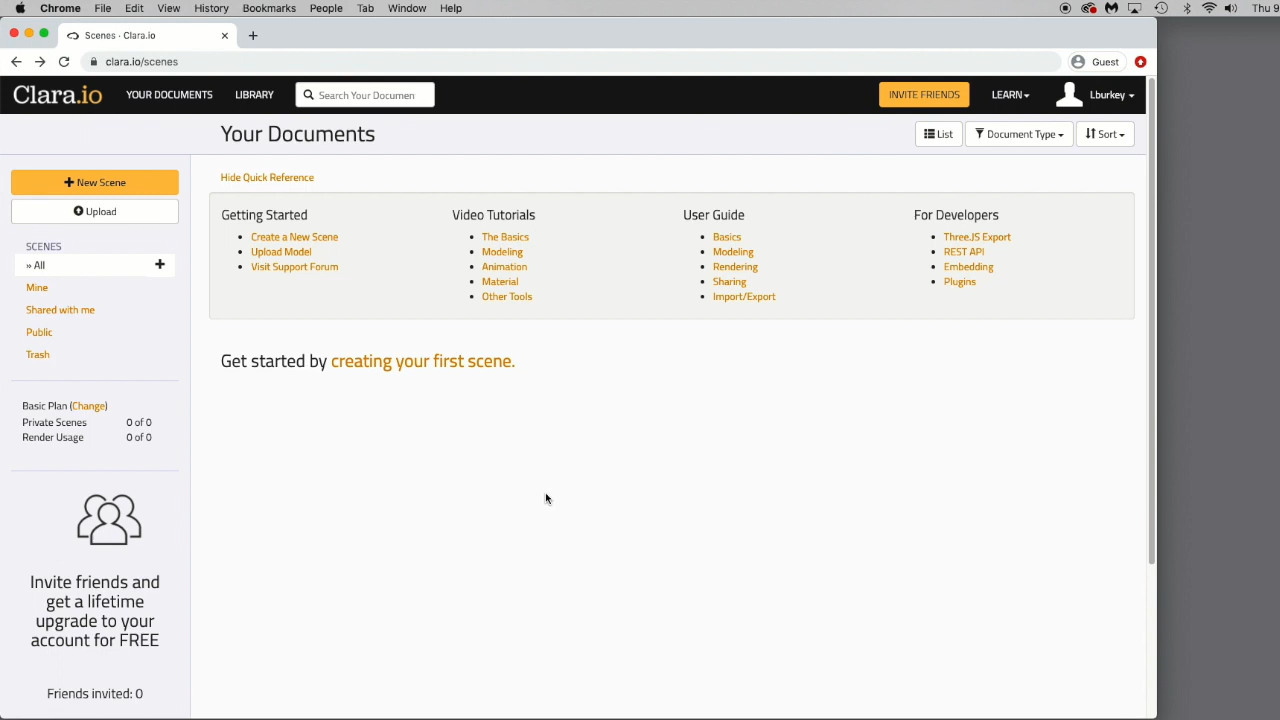 Chrome File Edit View History Bookmarks People Tab Window Help Thu 9
Scenes · Clara.io
clara.io/scenes Guest
Clara.io YOUR DOCUMENTS LIBRARY Search Your Documen INVITE FRIENDS LEARN Lburkey
Your Documents List Document Type Sort
New Scene
Upload
SCENES
» All
Mine
Shared with me
Public
Trash
Basic Plan (Change)
Private Scenes 0 of 0
Render Usage 0 of 0
Invite friends and
get a lifetime
upgrade to your
account for FREE
Friends invited: 0
Hide Quick Reference
Getting Started
Create a New Scene
Upload Model
Visit Support Forum
Video Tutorials
The Basics
Modeling
Animation
Material
Other Tools
User Guide
Basics
Modeling
Rendering
Sharing
Import/Export
For Developers
ThreeJS Export
REST API
Embedding
Plugins
Get started by creating your first scene.